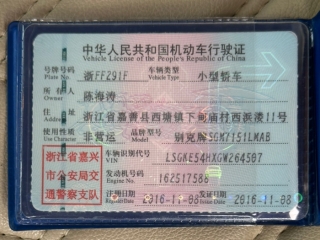 中华人民共和国机动车行驶证
Vehicle License of the People's Republic of China
号牌号码 浙FF291F 车辆类型 小型轿车
Plate No. Vehicle Type
所有人 陈海涛
Owner
住址 浙江省嘉善县西塘镇下甸庙村西浜溇11号
Address
使用性质 非营运 品牌型号 别克牌SGM7151LMAB
Use Character Model
浙江省嘉兴
市公安局交
通警察支队
车辆识别代号 LSGKE54HXGW264507
VIN
发动机号码 162517586
Engine No.
注册日期 2016-11-08 发证日期 2016-11-08
Register Date Issue Date